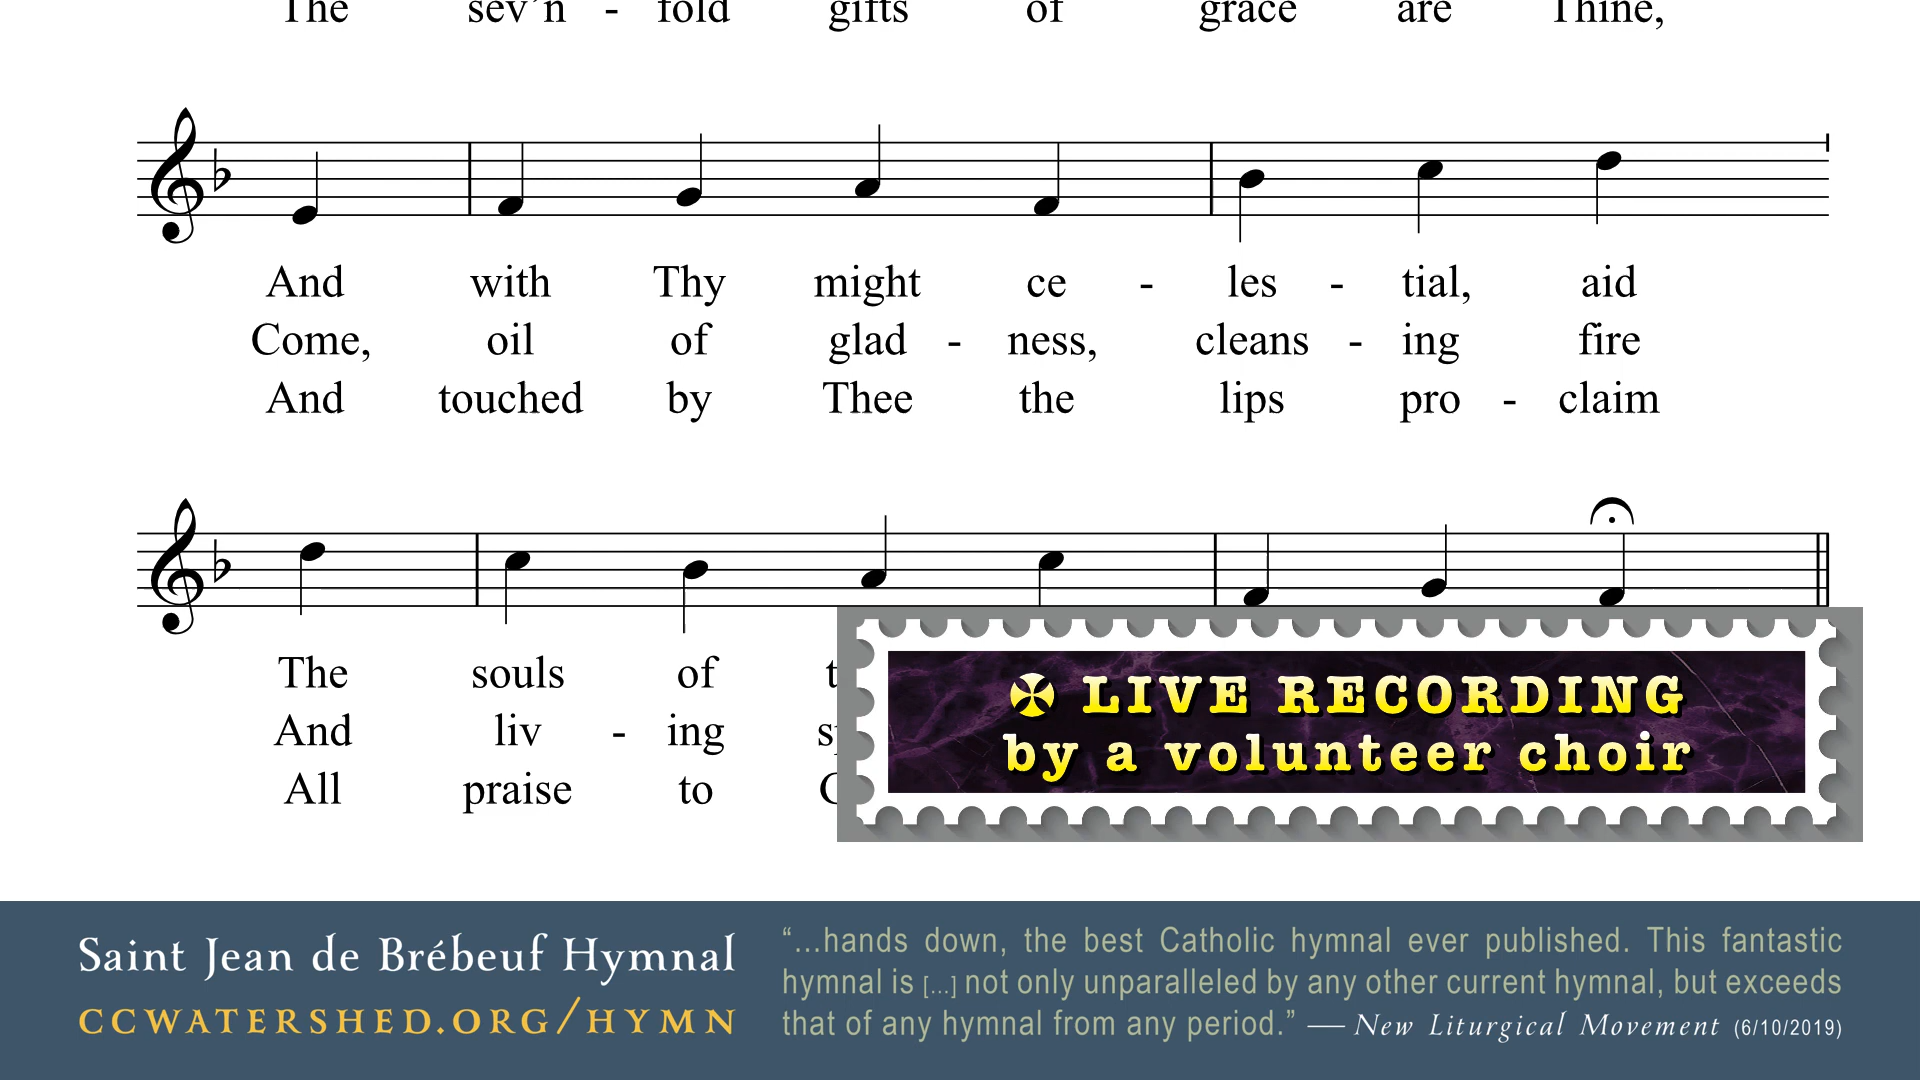 The sev’n - fold gifts of grace are Thine,
And with Thy might ce - les - tial, aid
Come, oil of glad - ness, cleans - ing fire
And touched by Thee the lips pro - claim
The souls of
And liv - ing
All praise to
LIVE RECORDING
by a volunteer choir
Saint Jean de Brébeuf Hymnal
CCWATERSHED.ORG/HYMN
“...hands down, the best Catholic hymnal ever published. This fantastic
hymnal is [...] not only unparalleled by any other current hymnal, but exceeds
that of any hymnal from any period.” — New Liturgical Movement (6/10/2019)